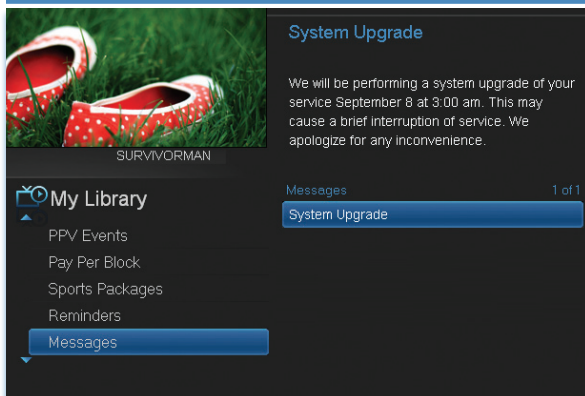 System Upgrade
We will be performing a system upgrade of your
service September 8 at 3:00 am. This may
cause a brief interruption of service. We
apologize for any inconvenience.
SURVIVORMAN
My Library
PPV Events
Pay Per Block
Sports Packages
Reminders
Messages
Messages 1 of 1
System Upgrade